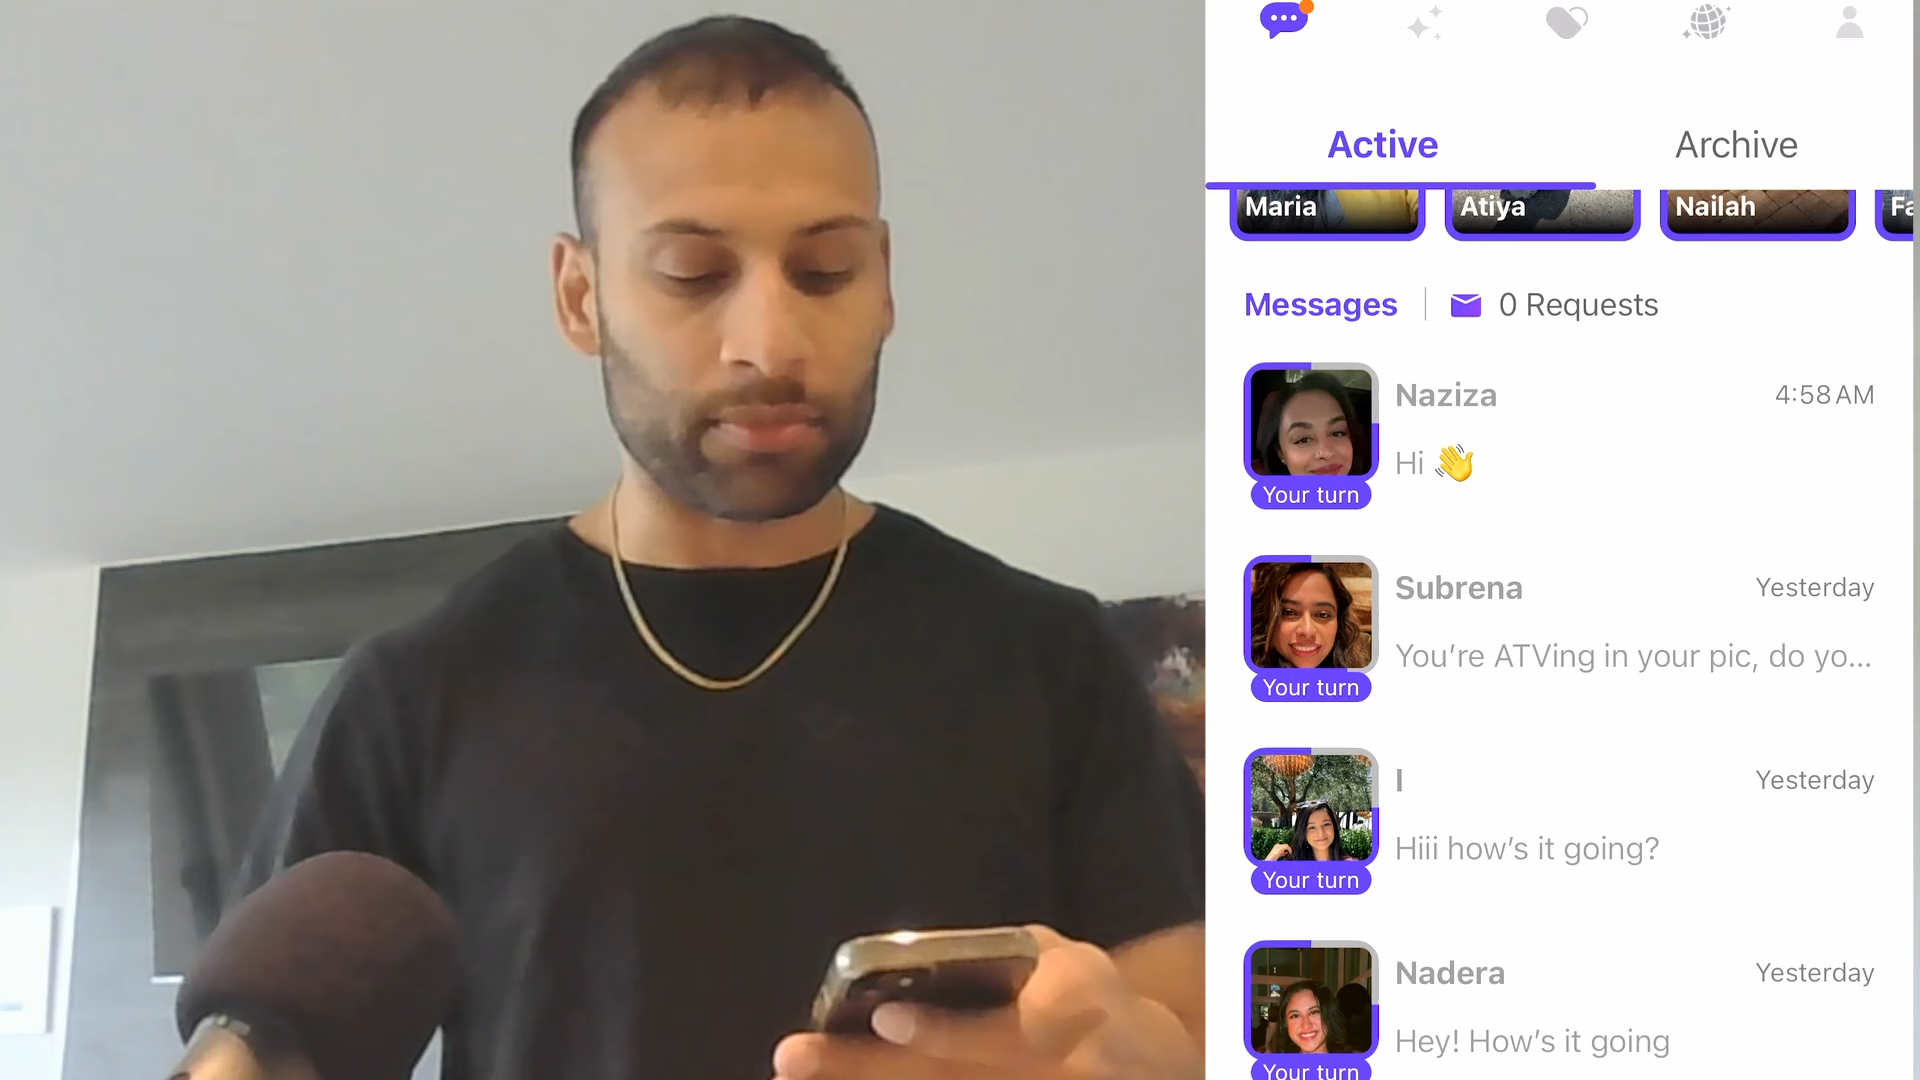 Active
Archive
Maria
Atiya
Nailah
Fa
Messages
0 Requests
Naziza
4:58 AM
Hi 👋
Your turn
Subrena
Yesterday
You're ATVing in your pic, do yo...
Your turn
I
Yesterday
Hiii how's it going?
Your turn
Nadera
Yesterday
Hey! How's it going
Your turn